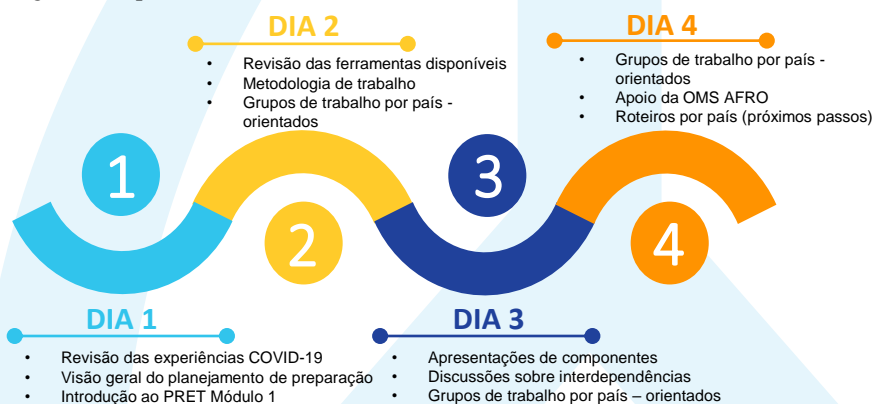 DIA 2
• Revisão das ferramentas disponíveis
• Metodologia de trabalho
• Grupos de trabalho por país -
orientados
DIA 4
• Grupos de trabalho por país -
orientados
• Apoio da OMS AFRO
• Roteiros por país (próximos passos)
1
2
3
4
DIA 1
• Revisão das experiências COVID-19
• Visão geral do planejamento de preparação
• Introdução ao PRET Módulo 1
DIA 3
• Apresentações de componentes
• Discussões sobre interdependências
• Grupos de trabalho por país – orientados